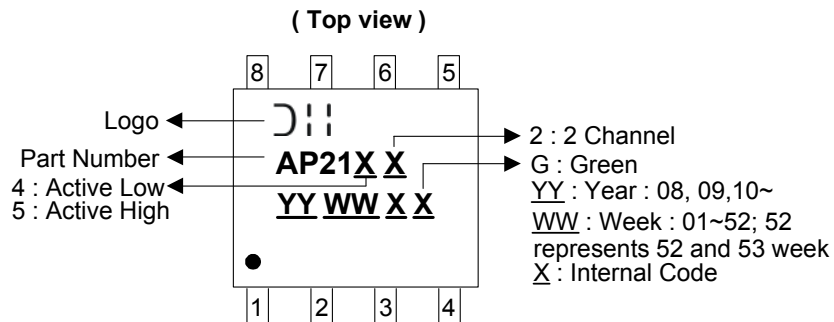 ( Top view )
8 7 6 5
Logo
Part Number
4 : Active Low
5 : Active High
AP21X X
YY WW X X
2 : 2 Channel
G : Green
YY : Year : 08, 09,10~
WW : Week : 01~52; 52
represents 52 and 53 week
X : Internal Code
1 2 3 4